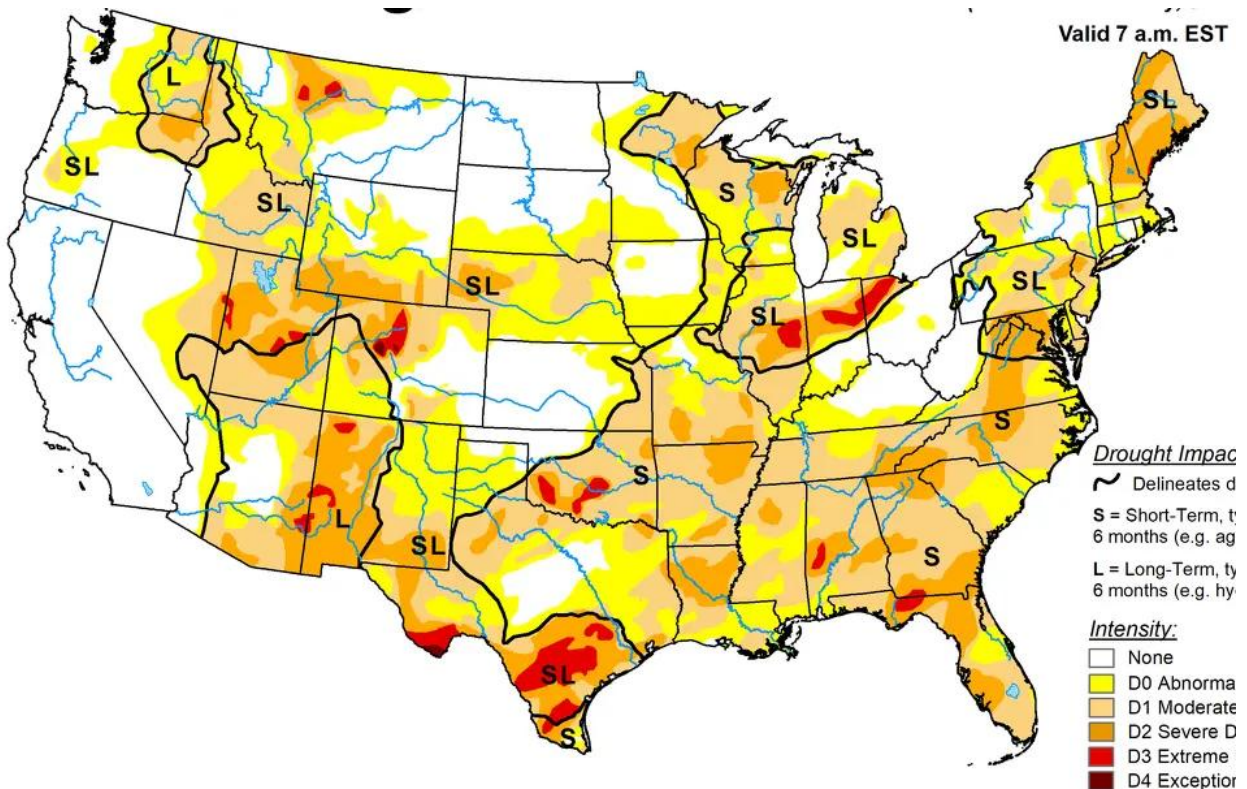 Valid 7 a.m. EST
L
SL
SL
SL
S
SL
SL
SL
SL
S
S
L
SL
S
SL
S
Drought Impac
Delineates d
S = Short-Term, ty
6 months (e.g. ag
L = Long-Term, ty
6 months (e.g. hy
Intensity:
None
D0 Abnorma
D1 Moderate
D2 Severe D
D3 Extreme
D4 Exception